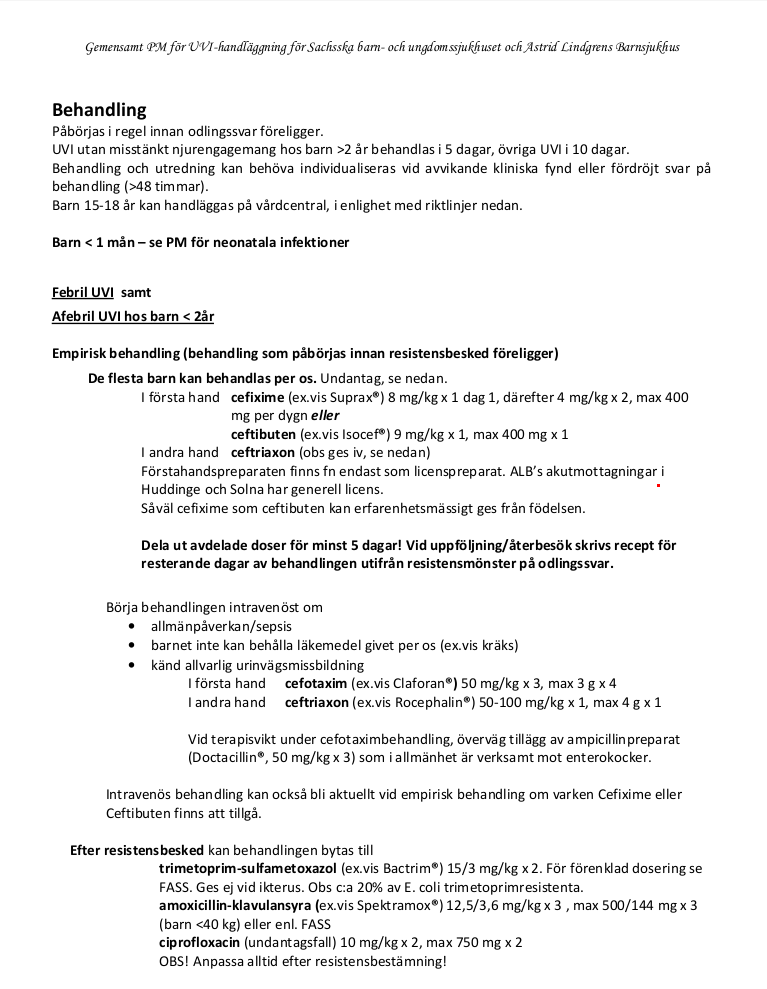 Gemensamt PM för UVI-handläggning för Sachsska barn- och ungdomssjukhuset och Astrid Lindgrens Barnsjukhus
Behandling
Påbörjas i regel innan odlingssvar föreligger.
UVI utan misstänkt njurengagemang hos barn >2 år behandlas i 5 dagar, övriga UVI i 10 dagar.
Behandling och utredning kan behöva individualiseras vid avvikande kliniska fynd eller fördröjt svar på
behandling (>48 timmar).
Barn 15-18 år kan handläggas på vårdcentral, i enlighet med riktlinjer nedan.
Barn < 1 mån – se PM för neonatala infektioner
Febril UVI samt
Afebril UVI hos barn < 2år
Empirisk behandling (behandling som påbörjas innan resistensbesked föreligger)
De flesta barn kan behandlas per os. Undantag, se nedan.
I första hand cefixime (ex.vis Suprax®) 8 mg/kg x 1 dag 1, därefter 4 mg/kg x 2, max 400
mg per dygn eller
ceftibuten (ex.vis Isocef®) 9 mg/kg x 1, max 400 mg x 1
I andra hand ceftriaxon (obs ges iv, se nedan)
Förstahandspreparaten finns fn endast som licenspreparat. ALB’s akutmottagningar i
Huddinge och Solna har generell licens.
Såväl cefixime som ceftibuten kan erfarenhetsmässigt ges från födelsen.
Dela ut avdelade doser för minst 5 dagar! Vid uppföljning/återbesök skrivs recept för
resterande dagar av behandlingen utifrån resistensmönster på odlingssvar.
Börja behandlingen intravenöst om
• allmänpåverkan/sepsis
• barnet inte kan behålla läkemedel givet per os (ex.vis kräks)
• känd allvarlig urinvägsmissbildning
I första hand cefotaxim (ex.vis Claforan®) 50 mg/kg x 3, max 3 g x 4
I andra hand ceftriaxon (ex.vis Rocephalin®) 50-100 mg/kg x 1, max 4 g x 1
Vid terapisvikt under cefotaximbehandling, överväg tillägg av ampicillinpreparat
(Doctacillin®, 50 mg/kg x 3) som i allmänhet är verksamt mot enterokocker.
Intravenös behandling kan också bli aktuellt vid empirisk behandling om varken Cefixime eller
Ceftibuten finns att tillgå.
Efter resistensbesked kan behandlingen bytas till
trimetoprim-sulfametoxazol (ex.vis Bactrim®) 15/3 mg/kg x 2. För förenklad dosering se
FASS. Ges ej vid ikterus. Obs c:a 20% av E. coli trimetoprimresistenta.
amoxicillin-klavulansyra (ex.vis Spektramox®) 12,5/3,6 mg/kg x 3 , max 500/144 mg x 3
(barn <40 kg) eller enl. FASS
ciprofloxacin (undantagsfall) 10 mg/kg x 2, max 750 mg x 2
OBS! Anpassa alltid efter resistensbestämning!